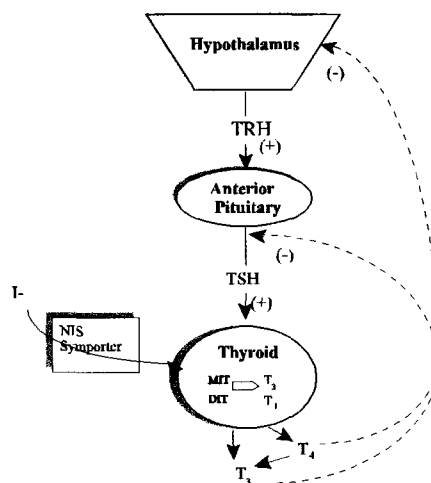 Hypothalamus
(-)
TRH
(+)
Anterior
Pituitary
(-)
TSH
(+)
I-
NIS
Symporter
Thyroid
MIT T3
DIT T4
T4
T3